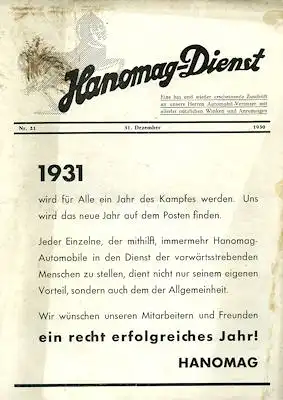 Hanomag=Dienst
Eine hin und wieder erscheinende Zuschrift
an unsere Herren Automobil-Vertreter mit
allerlei nützlichen Winken und Anregungen
Nr. 21 31. Dezember 1930
1931
wird für Alle ein Jahr des Kampfes werden. Uns
wird das neue Jahr auf dem Posten finden.
Jeder Einzelne, der mithilft, immermehr Hanomag-
Automobile in den Dienst der vorwärtsstrebenden
Menschen zu stellen, dient nicht nur seinem eigenen
Vorteil, sondern auch dem der Allgemeinheit.
Wir wünschen unseren Mitarbeitern und Freunden
ein recht erfolgreiches Jahr!
HANOMAG